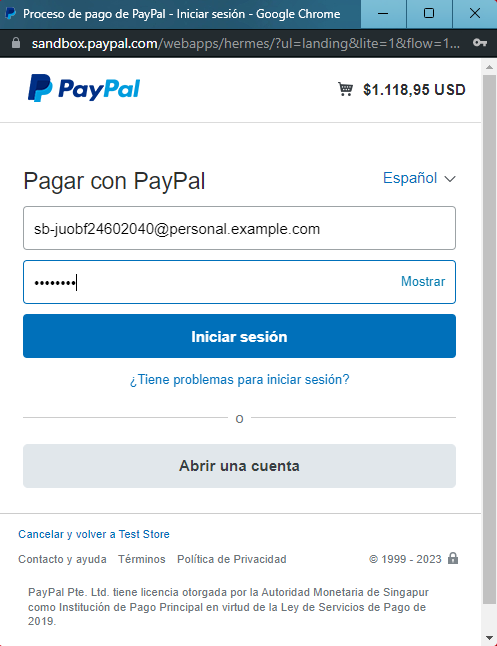 Proceso de pago de PayPal - Iniciar sesión - Google Chrome
sandbox.paypal.com/webapps/hermes/?ul=landing&lite=1&flow=1...
PayPal
$1.118,95 USD
Pagar con PayPal
Español
sb-juobf24602040@personal.example.com
••••••••
Mostrar
Iniciar sesión
¿Tiene problemas para iniciar sesión?
o
Abrir una cuenta
Cancelar y volver a Test Store
Contacto y ayuda Términos Política de Privacidad © 1999 - 2023
PayPal Pte. Ltd. tiene licencia otorgada por la Autoridad Monetaria de Singapur
como Institución de Pago Principal en virtud de la Ley de Servicios de Pago de
2019.